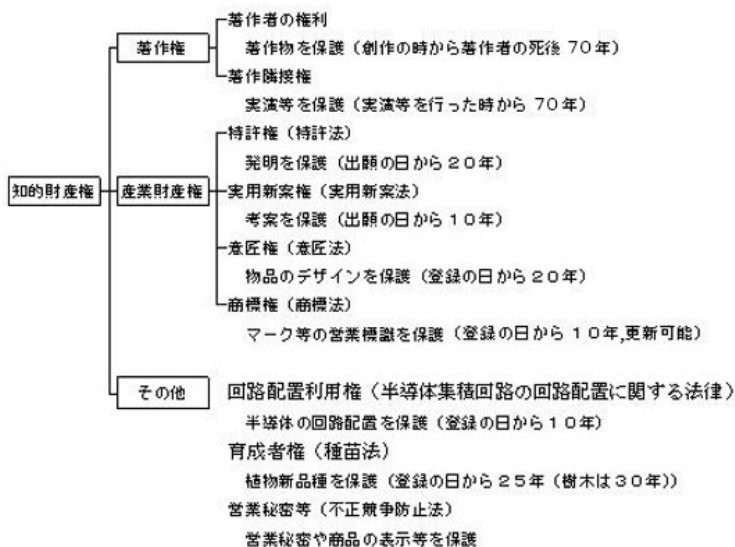 著作者の権利
著作権
著作物を保護（創作の時から著作者の死後 70年）
著作隣接権
実演等を保護（実演等を行った時から 70年）
特許権（特許法）
発明を保護（出願の日から２０年）
知的財産権
産業財産権
実用新案権（実用新案法）
考案を保護（出願の日から１０年）
意匠権（意匠法）
物品のデザインを保護（登録の日から２０年）
商標権（商標法）
マーク等の営業標識を保護（登録の日から １０年,更新可能）
その他
回路配置利用権（半導体集積回路の回路配置に関する法律）
半導体の回路配置を保護（登録の日から１０年）
育成者権（種苗法）
植物新品種を保護（登録の日から２５年（樹木は３０年））
営業秘密等（不正競争防止法）
営業秘密や商品の表示等を保護